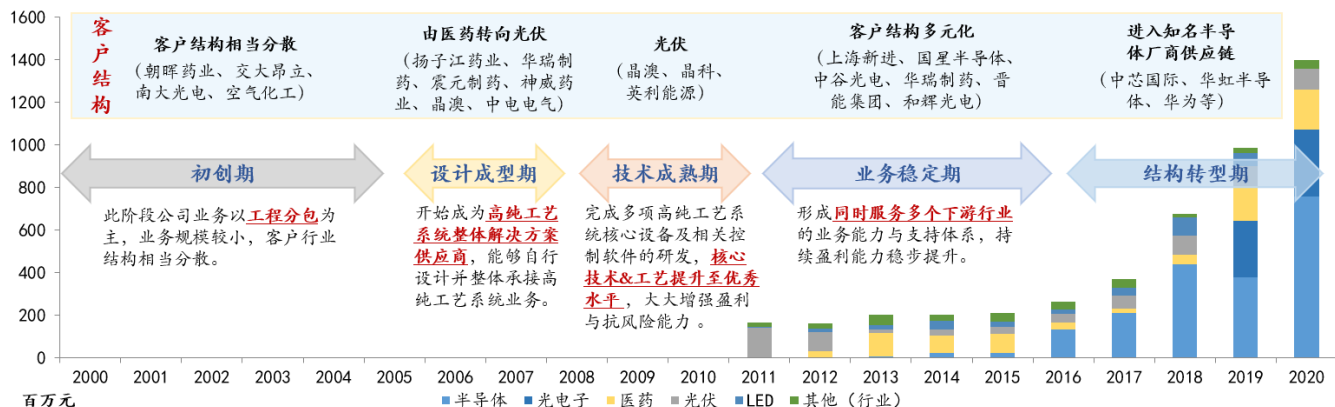 1600
1400
1200
1000
800
600
400
200
0
客户结构
客户结构相当分散
（朝晖药业、交大昂立、
南大光电、空气化工）
由医药转向光伏
（扬子江药业、华瑞制
药、震元制药、神威药
业、晶澳、中电电气）
光伏
（晶澳、晶科、
英利能源）
客户结构多元化
（上海新进、国星半导体、
中谷光电、华瑞制药、晋
能集团、和辉光电）
进入知名半导
体厂商供应链
（中芯国际、华虹半导
体、华为等）
初创期
设计成型期
技术成熟期
业务稳定期
结构转型期
此阶段公司业务以工程分包为
主，业务规模较小，客户行业
结构相当分散。
开始成为高纯工艺
系统整体解决方案
供应商，能够自行
设计并整体承接高
纯工艺系统业务。
完成多项高纯工艺系
统核心设备及相关控
制软件的研发，核心
技术&工艺提升至优秀
水平，大大增强盈利
与抗风险能力。
形成同时服务多个下游行业
的业务能力与支持体系，持
续盈利能力稳步提升。
2000 2001 2002 2003 2004 2005 2006 2007 2008 2009 2010 2011 2012 2013 2014 2015 2016 2017 2018 2019 2020
百万元
半导体 光电子 医药 光伏 LED 其他（行业）